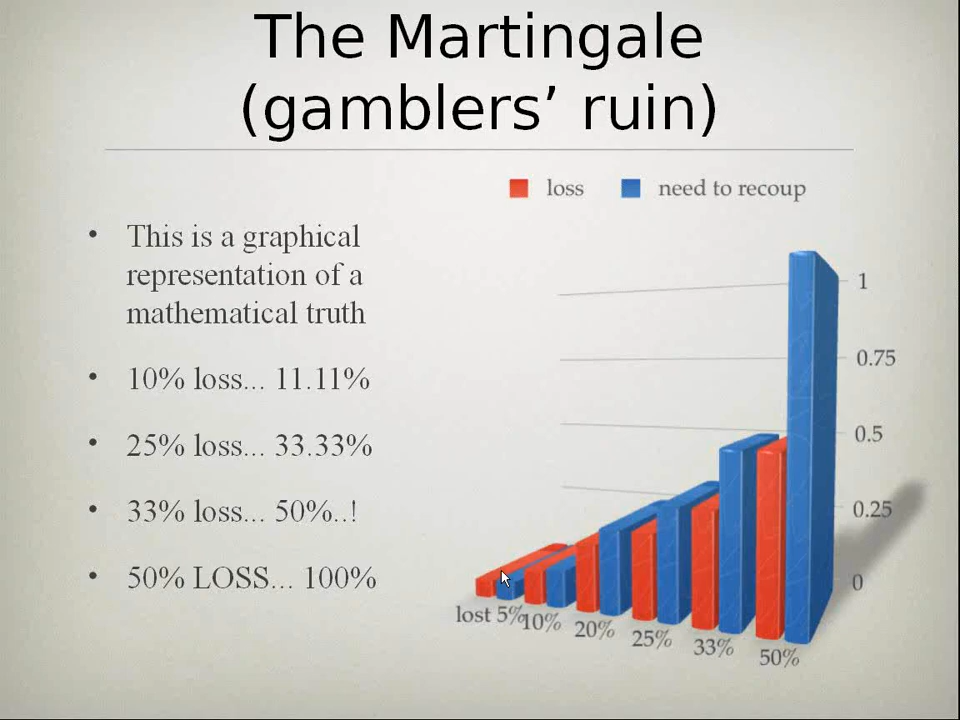 The Martingale
(gamblers’ ruin)
loss
need to recoup
• This is a graphical
representation of a
mathematical truth
• 10% loss... 11.11%
• 25% loss... 33.33%
• 33% loss... 50%..!
• 50% LOSS... 100%
1
0.75
0.5
0.25
0
lost 5%
10%
20%
25%
33%
50%